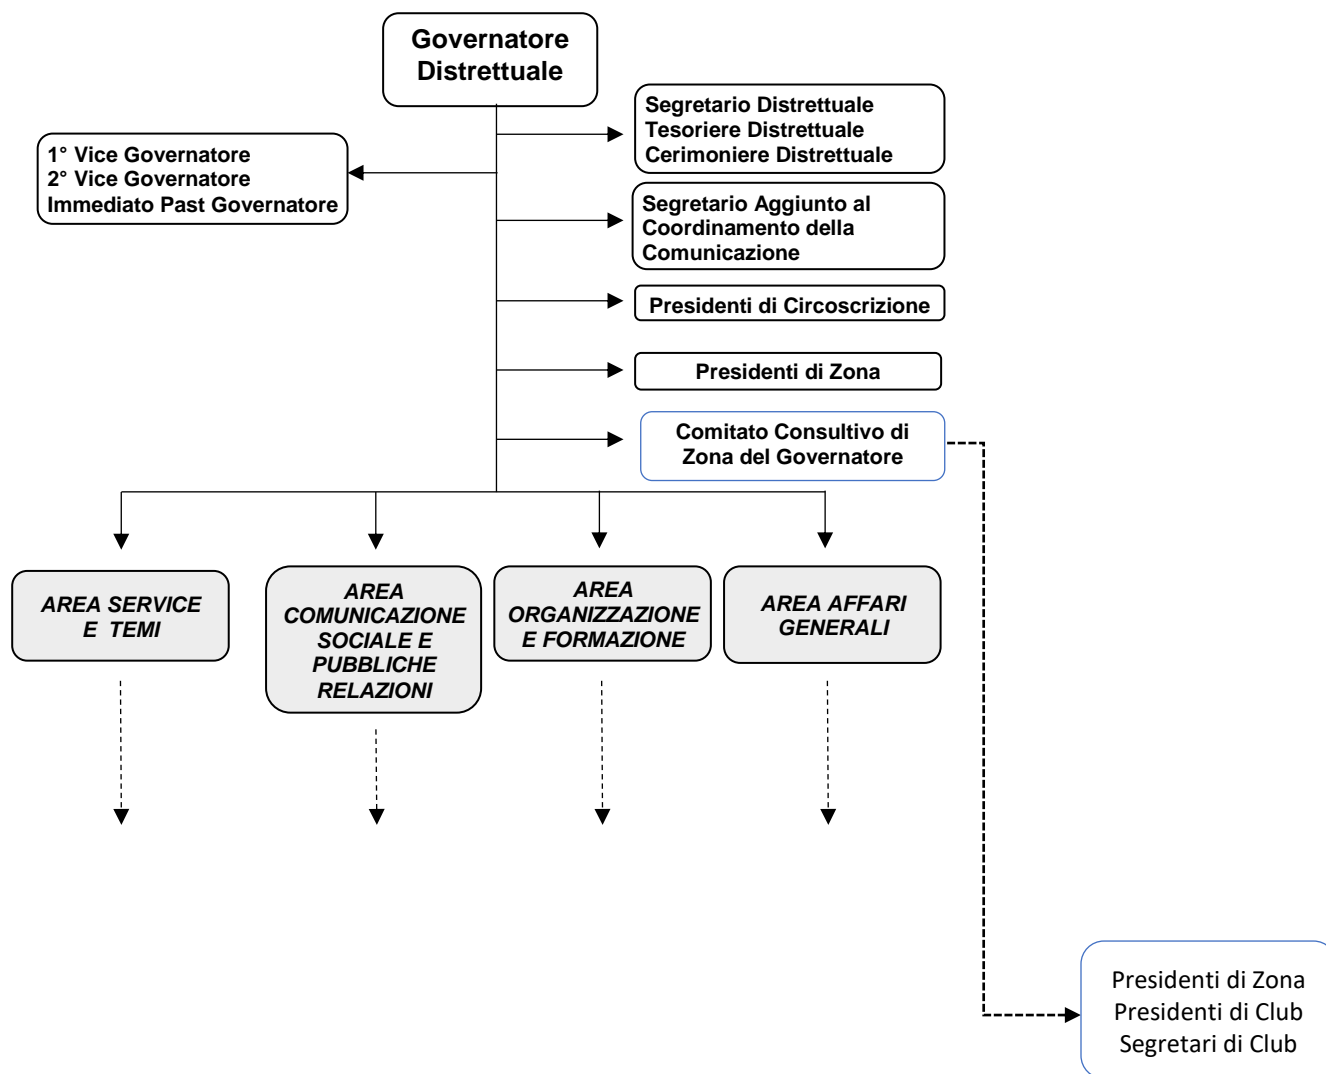 Governatore
Distrettuale
Segretario Distrettuale
Tesoriere Distrettuale
Cerimoniere Distrettuale
1° Vice Governatore
2° Vice Governatore
Immediato Past Governatore
Segretario Aggiunto al
Coordinamento della
Comunicazione
Presidenti di Circoscrizione
Presidenti di Zona
Comitato Consultivo di
Zona del Governatore
AREA SERVICE
E TEMI
AREA
COMUNICAZIONE
SOCIALE E
PUBBLICHE
RELAZIONI
AREA
ORGANIZZAZIONE
E FORMAZIONE
AREA AFFARI
GENERALI
Presidenti di Zona
Presidenti di Club
Segretari di Club